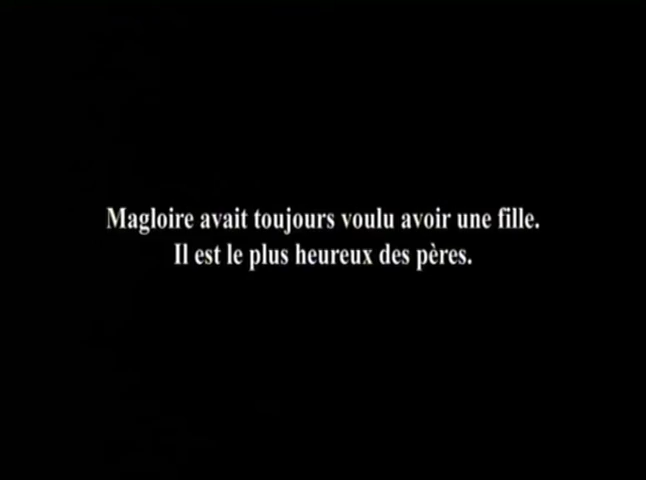 Magloire avait toujours voulu avoir une fille.
Il est le plus heureux des pères.